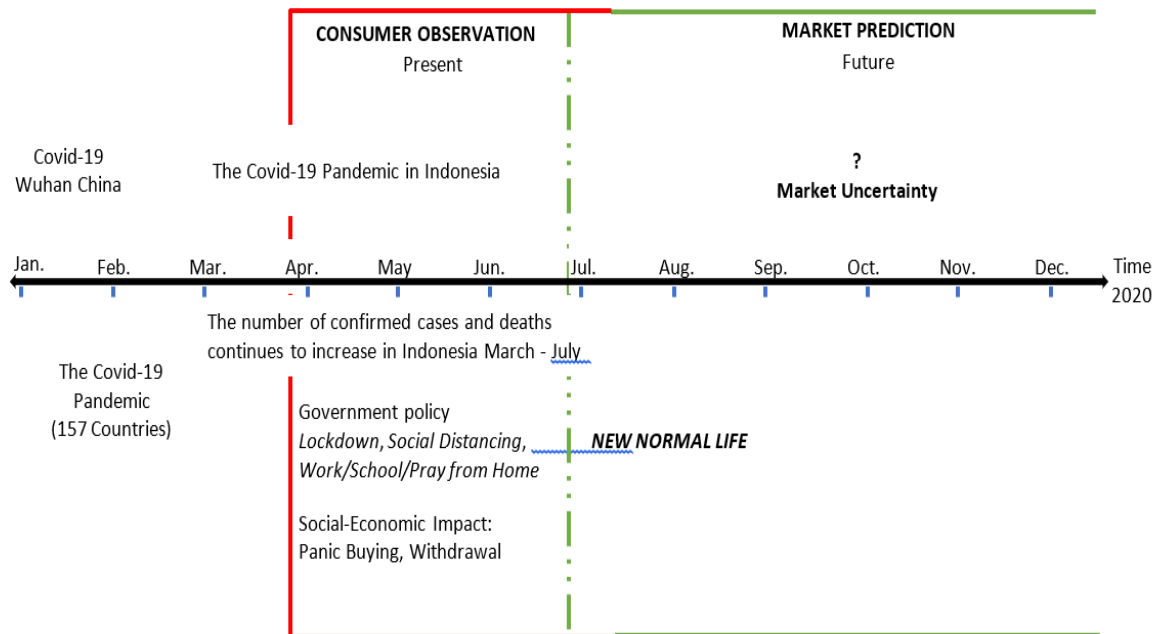 CONSUMER OBSERVATION
Present
MARKET PREDICTION
Future
Covid-19
Wuhan China
The Covid-19 Pandemic in Indonesia
?
Market Uncertainty
Jan.
Feb.
Mar.
Apr.
May
Jun.
Jul.
Aug.
Sep.
Oct.
Nov.
Dec.
Time
2020
The number of confirmed cases and deaths
continues to increase in Indonesia March - July
The Covid-19
Pandemic
(157 Countries)
Government policy
Lockdown, Social Distancing,
Work/School/Pray from Home
NEW NORMAL LIFE
Social-Economic Impact:
Panic Buying, Withdrawal